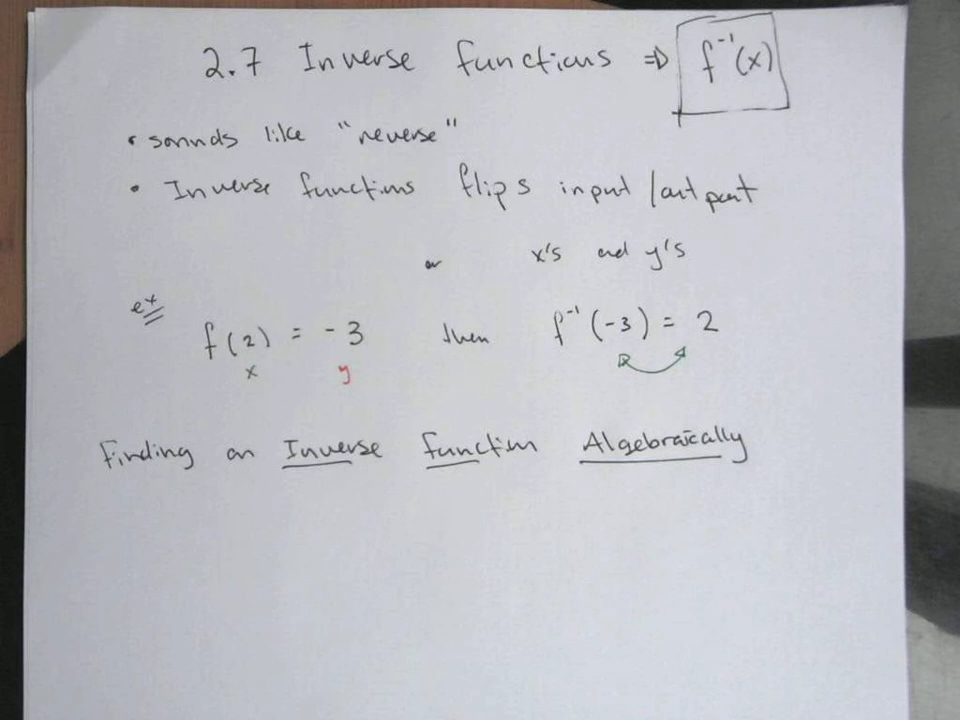 2.7 Inverse functions ⇒ f⁻¹(x)
• sounds like "reverse"
• Inverse functions flips input/output
or x's and y's
ex
f(2) = -3 then f⁻¹(-3) = 2
x y
Finding an Inverse Function Algebraically